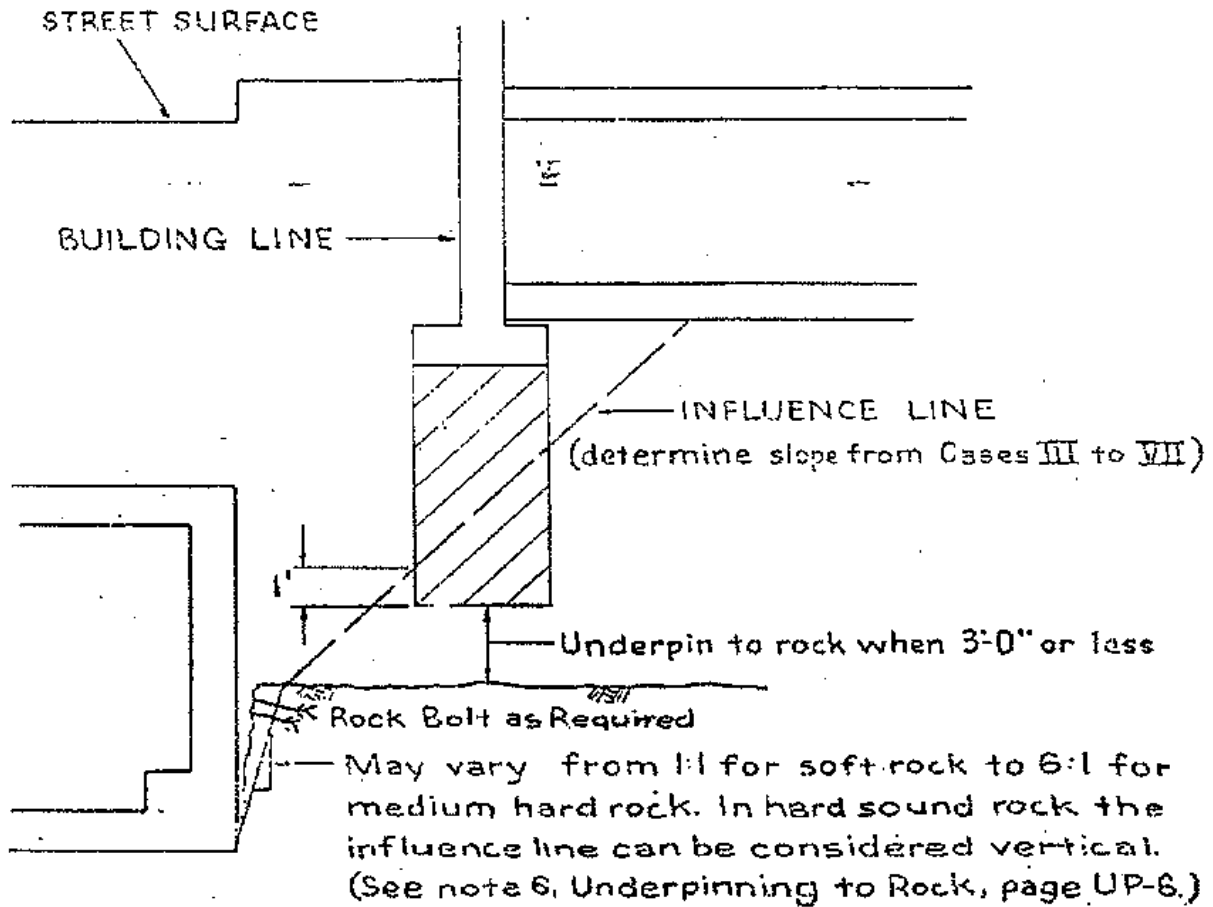 STREET SURFACE
BUILDING LINE
INFLUENCE LINE
(determine slope from Cases III to VII)
1'
Underpin to rock when 3'-0" or less
Rock Bolt as Required
May vary from 1:1 for soft rock to 6:1 for
medium hard rock. In hard sound rock the
influence line can be considered vertical.
(See note 6, Underpinning to Rock, page UP-6.)